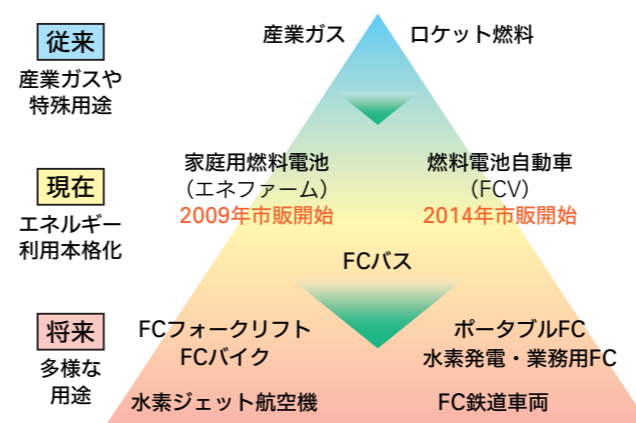 従来
産業ガスや
特殊用途
産業ガス
ロケット燃料
現在
エネルギー
利用本格化
家庭用燃料電池
（エネファーム）
2009年市販開始
燃料電池自動車
（FCV）
2014年市販開始
FCバス
将来
多様な
用途
FCフォークリフト
FCバイク
ポータブルFC
水素発電・業務用FC
水素ジェット航空機
FC鉄道車両